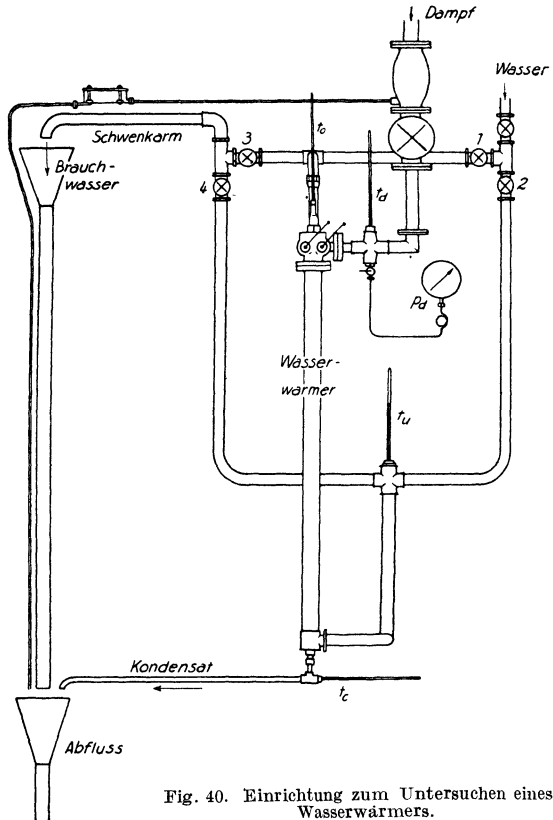 Dampf
Wasser
Schwenkarm
3
t₀
1
Brauch-
wasser
4
2
t_d
p_d
Wasser-
wärmer
t_u
Kondensat
t_c
Abfluss
Fig. 40. Einrichtung zum Untersuchen eines
Wasserwärmers.